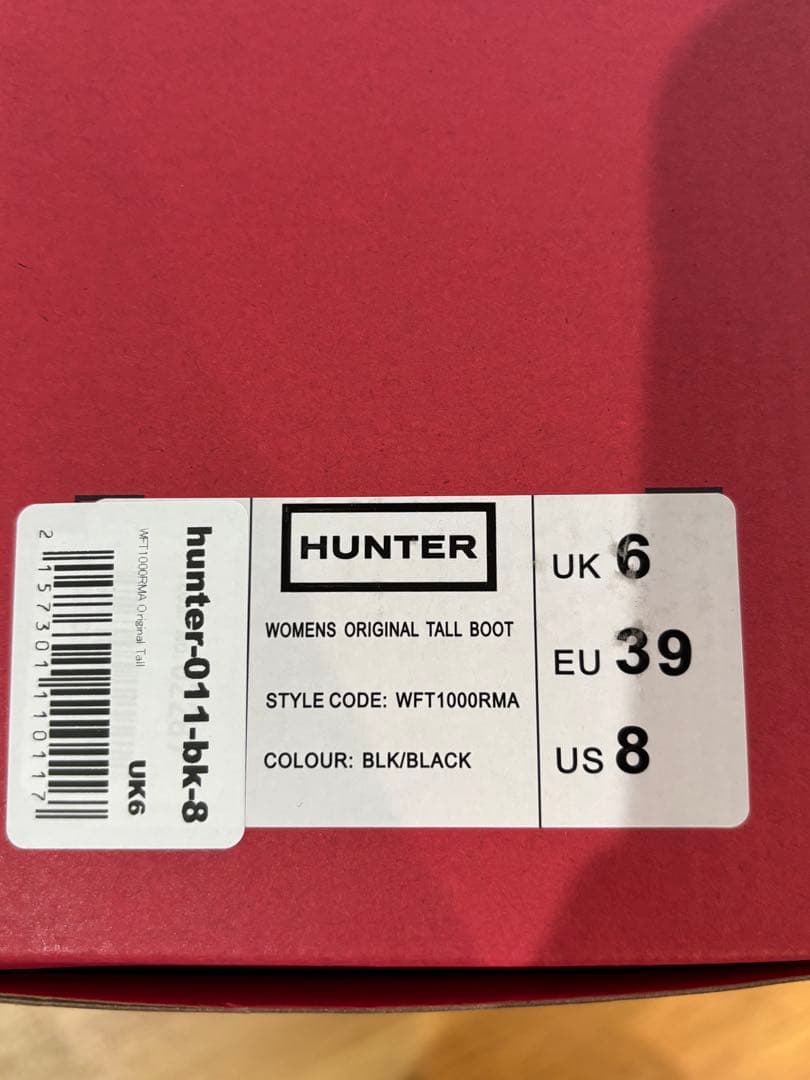 hunter-011-bk-8
WFT1000RMA Original Tall
UK6
2157301110117
HUNTER
WOMENS ORIGINAL TALL BOOT
STYLE CODE: WFT1000RMA
COLOUR: BLK/BLACK
UK 6
EU 39
US 8